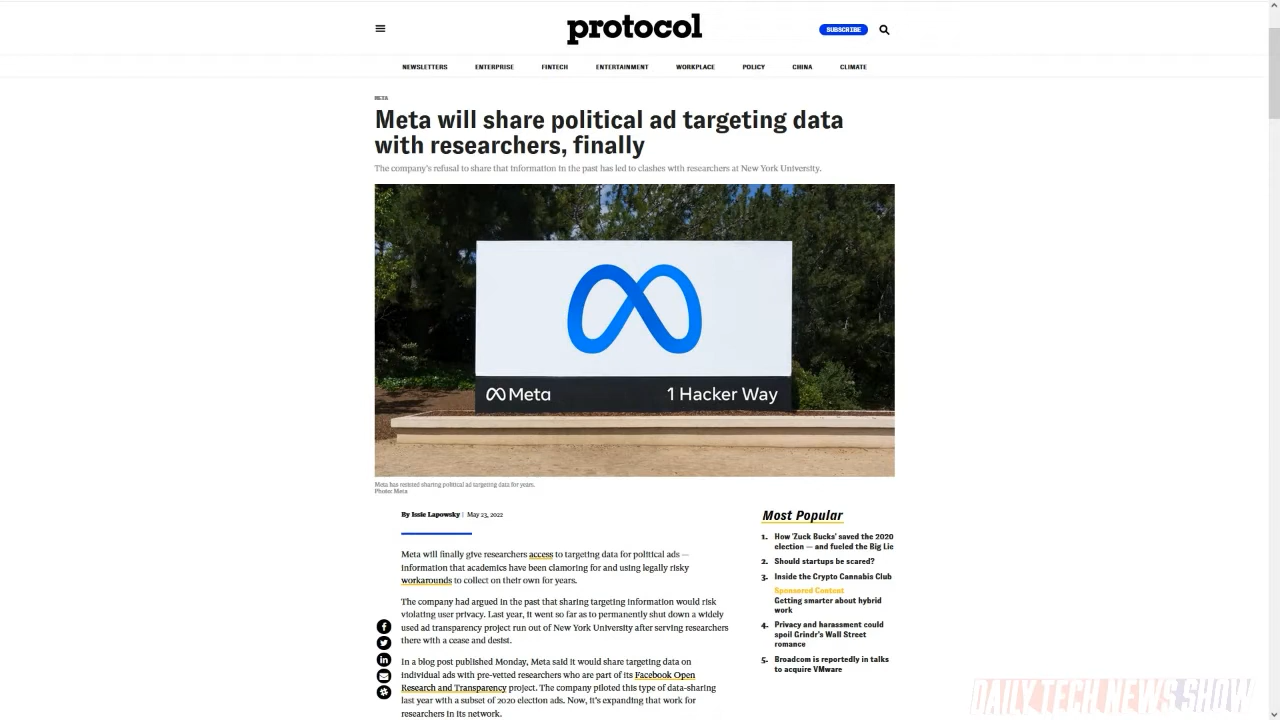 protocol
SUBSCRIBE
NEWSLETTERS ENTERPRISE FINTECH ENTERTAINMENT WORKPLACE POLICY CHINA CLIMATE
META
Meta will share political ad targeting data
with researchers, finally
The company's refusal to share that information in the past has led to clashes with researchers at New York University.
Meta 1 Hacker Way
Meta has resisted sharing political ad targeting data for years.
Photo: Meta
By Issie Lapowsky | May 23, 2022
Meta will finally give researchers access to targeting data for political ads —
information that academics have been clamoring for and using legally risky
workarounds to collect on their own for years.
The company had argued in the past that sharing targeting information would risk
violating user privacy. Last year, it went so far as to permanently shut down a widely
used ad transparency project run out of New York University after serving researchers
there with a cease and desist.
In a blog post published Monday, Meta said it would share targeting data on
individual ads with pre-vetted researchers who are part of its Facebook Open
Research and Transparency project. The company piloted this type of data-sharing
last year with a subset of 2020 election ads. Now, it's expanding that work for
researchers in its network.
Most Popular
1. How 'Zuck Bucks' saved the 2020
election — and fueled the Big Lie
2. Should startups be scared?
3. Inside the Crypto Cannabis Club
Sponsored Content
Getting smarter about hybrid
work
4. Privacy and harassment could
spoil Grindr's Wall Street
romance
5. Broadcom is reportedly in talks
to acquire VMware
DAILY TECH NEWS SHOW